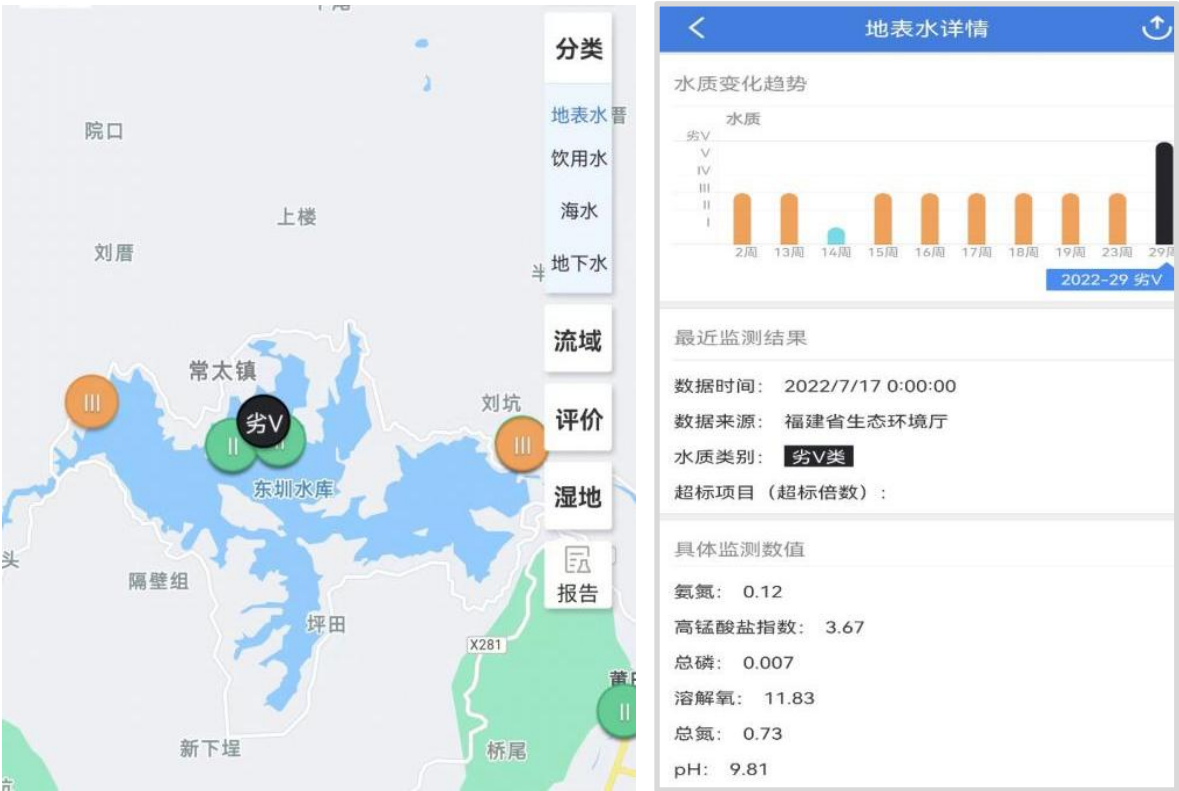 分类
地表水
饮用水
海水
地下水
流域
评价
湿地
报告
院口
上楼
刘厝
厝
半
常太镇
刘坑
III
劣V
II
II
III
东圳水库
头
隔壁组
坪田
X281
莆
II
新下埕
桥尾
地表水详情
水质变化趋势
水质
劣V
V
IV
III
II
I
2周 13周 14周 15周 16周 17周 18周 19周 23周 29周
2022-29 劣V
最近监测结果
数据时间: 2022/7/17 0:00:00
数据来源: 福建省生态环境厅
水质类别: 劣V类
超标项目（超标倍数）:
具体监测数值
氨氮: 0.12
高锰酸盐指数: 3.67
总磷: 0.007
溶解氧: 11.83
总氮: 0.73
pH: 9.81